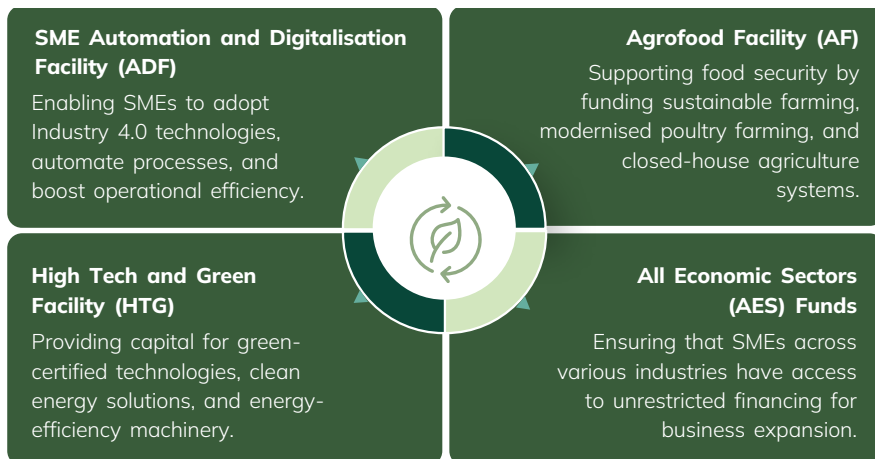 SME Automation and Digitalisation
Facility (ADF)
Enabling SMEs to adopt
Industry 4.0 technologies,
automate processes, and
boost operational efficiency.
Agrofood Facility (AF)
Supporting food security by
funding sustainable farming,
modernised poultry farming, and
closed-house agriculture
systems.
High Tech and Green
Facility (HTG)
Providing capital for green-
certified technologies, clean
energy solutions, and energy-
efficiency machinery.
All Economic Sectors
(AES) Funds
Ensuring that SMEs across
various industries have access
to unrestricted financing for
business expansion.